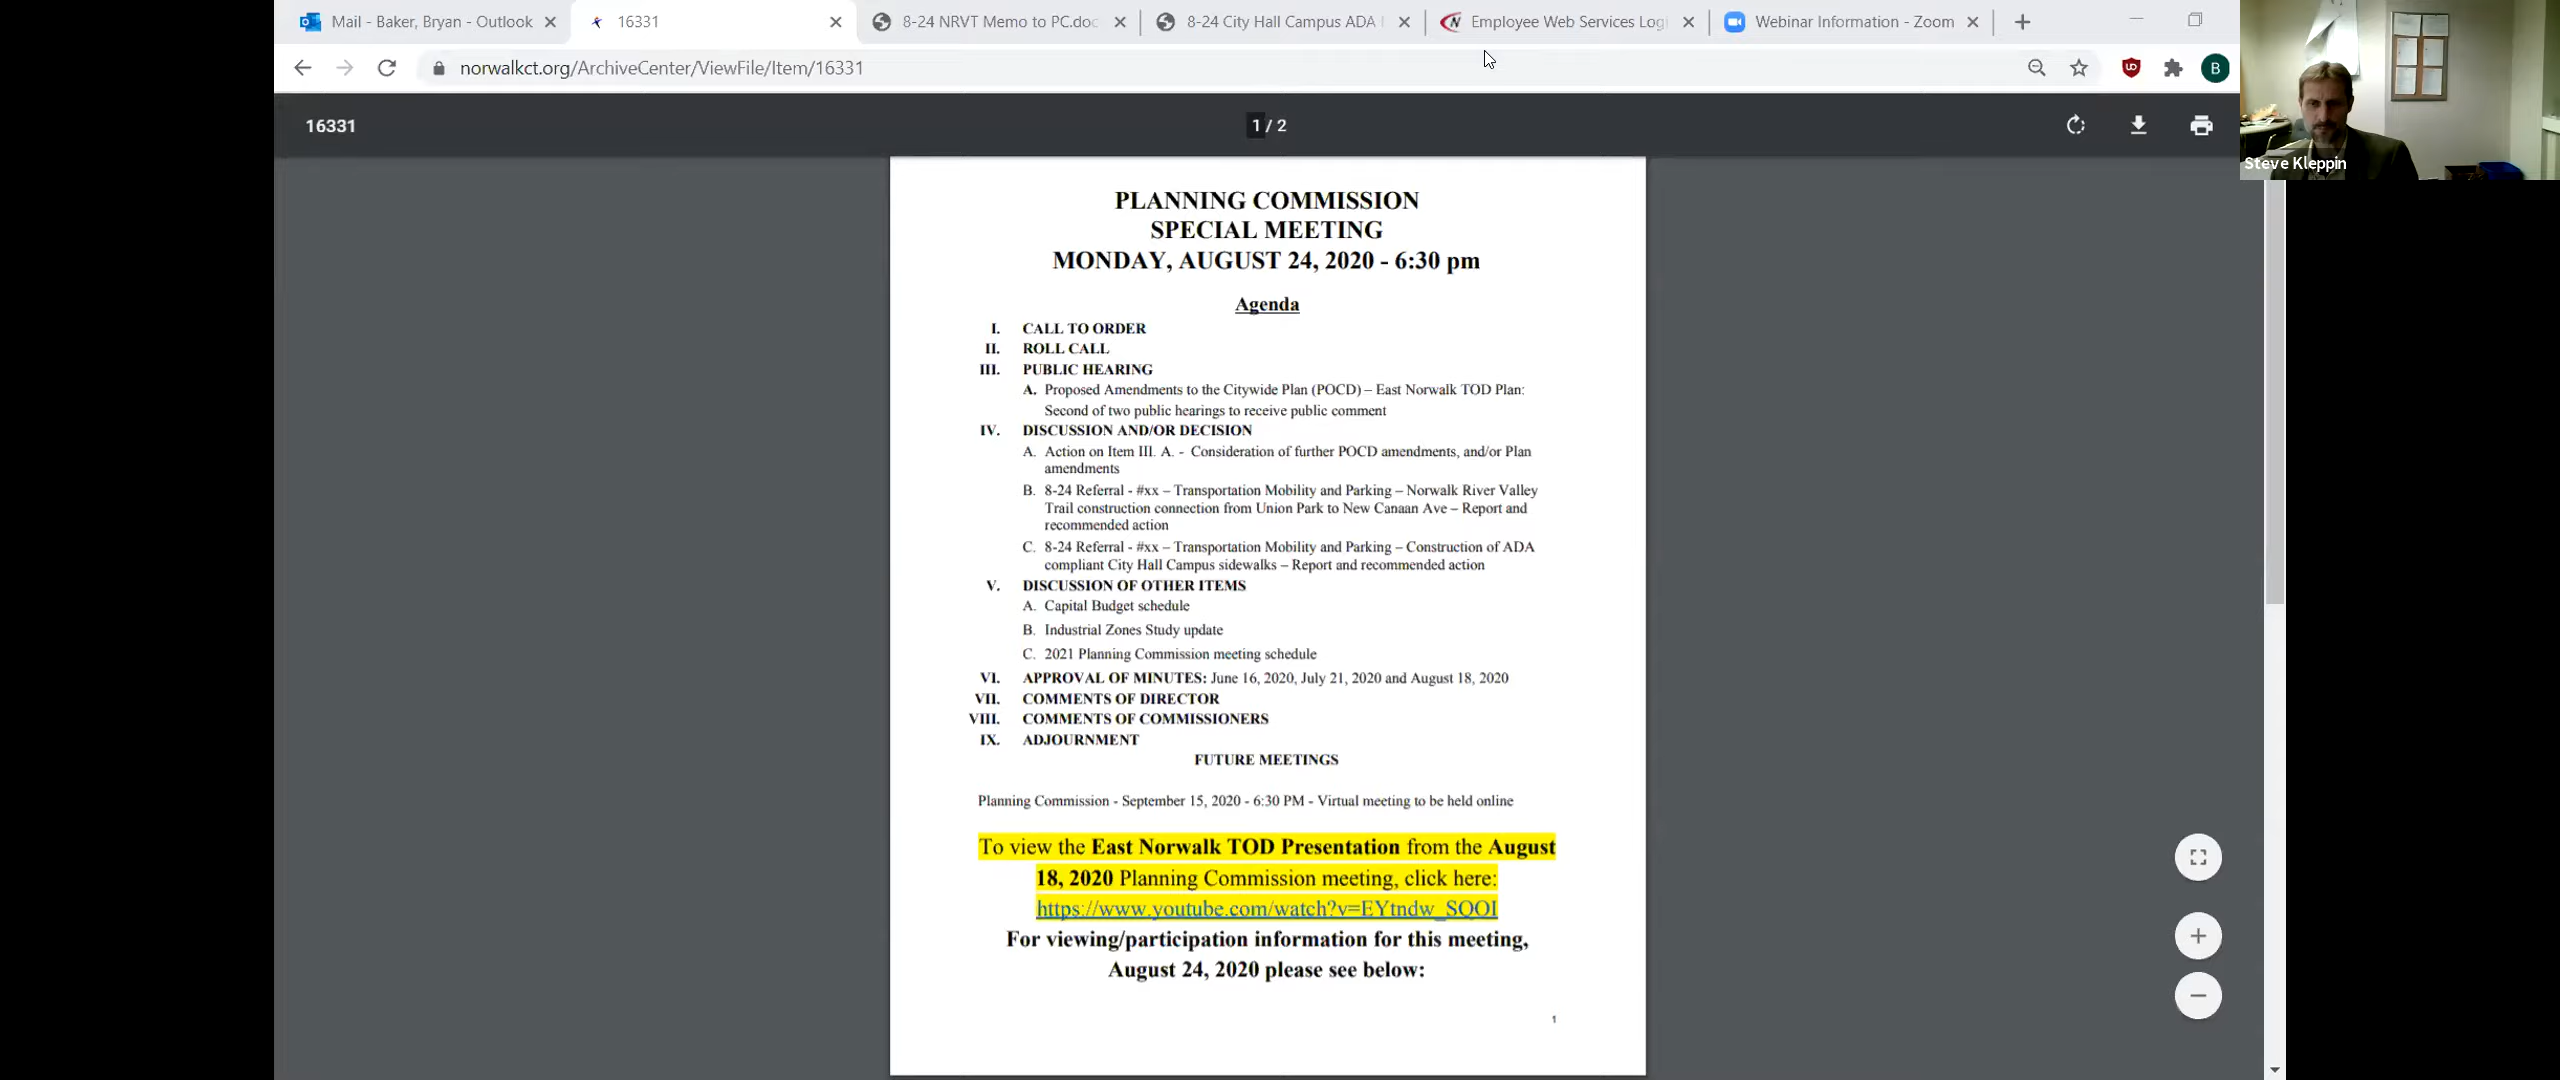 Mail - Baker, Bryan - Outlook
16331
8-24 NRVT Memo to PC.doc
8-24 City Hall Campus ADA
Employee Web Services Logi
Webinar Information - Zoom
norwalkct.org/ArchiveCenter/ViewFile/Item/16331
B
16331
1 / 2
Steve Kleppin
PLANNING COMMISSION
SPECIAL MEETING
MONDAY, AUGUST 24, 2020 - 6:30 pm
Agenda
I. CALL TO ORDER
II. ROLL CALL
III. PUBLIC HEARING
A. Proposed Amendments to the Citywide Plan (POCD) – East Norwalk TOD Plan:
Second of two public hearings to receive public comment
IV. DISCUSSION AND/OR DECISION
A. Action on Item III. A. - Consideration of further POCD amendments, and/or Plan
amendments
B. 8-24 Referral - #xx – Transportation Mobility and Parking – Norwalk River Valley
Trail construction connection from Union Park to New Canaan Ave – Report and
recommended action
C. 8-24 Referral - #xx – Transportation Mobility and Parking – Construction of ADA
compliant City Hall Campus sidewalks – Report and recommended action
V. DISCUSSION OF OTHER ITEMS
A. Capital Budget schedule
B. Industrial Zones Study update
C. 2021 Planning Commission meeting schedule
VI. APPROVAL OF MINUTES: June 16, 2020, July 21, 2020 and August 18, 2020
VII. COMMENTS OF DIRECTOR
VIII. COMMENTS OF COMMISSIONERS
IX. ADJOURNMENT
FUTURE MEETINGS
Planning Commission - September 15, 2020 - 6:30 PM - Virtual meeting to be held online
To view the East Norwalk TOD Presentation from the August
18, 2020 Planning Commission meeting, click here:
https://www.youtube.com/watch?v=EYtndw_SQOI
For viewing/participation information for this meeting,
August 24, 2020 please see below:
1